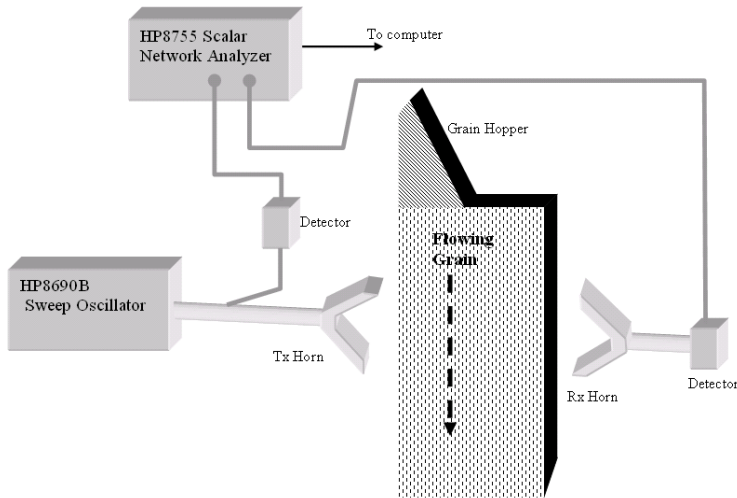 HP8755 Scalar
Network Analyzer
To computer
Grain Hopper
Detector
Flowing
Grain
HP8690B
Sweep Oscillator
Tx Horn
Rx Horn
Detector